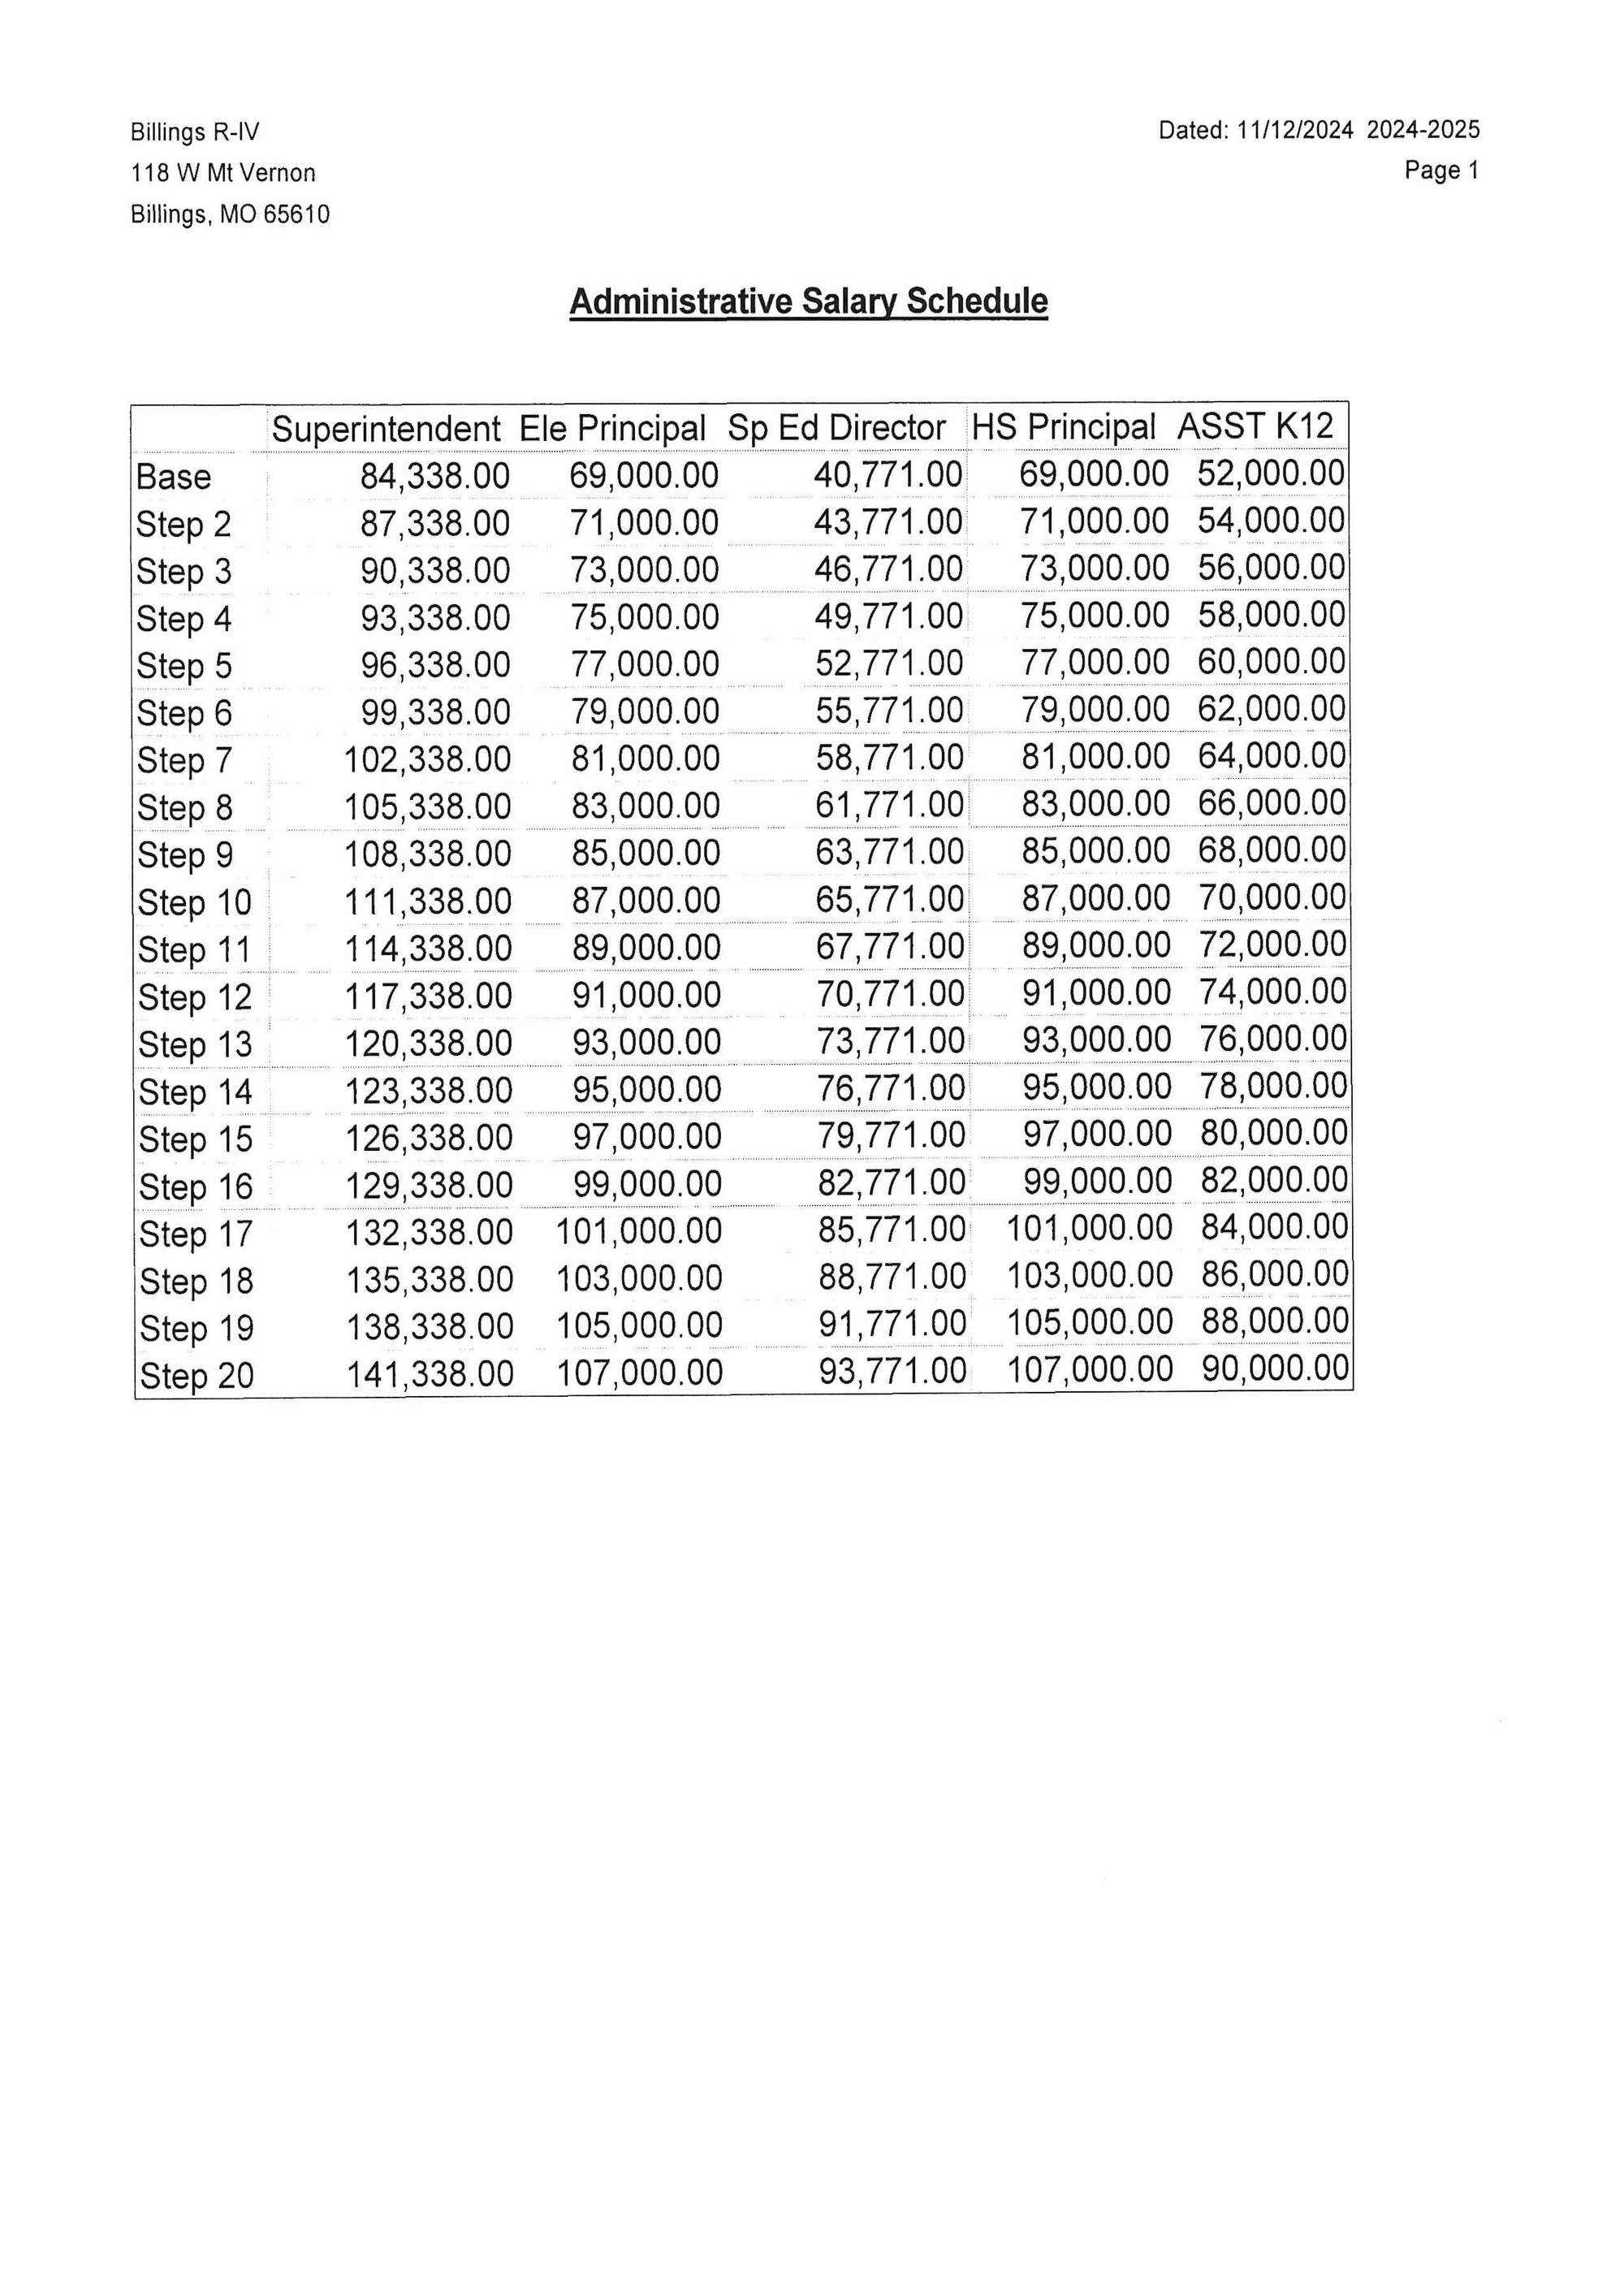 Billings R-IV
118 W Mt Vernon
Billings, MO 65610
Dated: 11/12/2024 2024-2025
Page 1
Administrative Salary Schedule
Superintendent Ele Principal Sp Ed Director HS Principal ASST K12
Base 84,338.00 69,000.00 40,771.00 69,000.00 52,000.00
Step 2 87,338.00 71,000.00 43,771.00 71,000.00 54,000.00
Step 3 90,338.00 73,000.00 46,771.00 73,000.00 56,000.00
Step 4 93,338.00 75,000.00 49,771.00 75,000.00 58,000.00
Step 5 96,338.00 77,000.00 52,771.00 77,000.00 60,000.00
Step 6 99,338.00 79,000.00 55,771.00 79,000.00 62,000.00
Step 7 102,338.00 81,000.00 58,771.00 81,000.00 64,000.00
Step 8 105,338.00 83,000.00 61,771.00 83,000.00 66,000.00
Step 9 108,338.00 85,000.00 63,771.00 85,000.00 68,000.00
Step 10 111,338.00 87,000.00 65,771.00 87,000.00 70,000.00
Step 11 114,338.00 89,000.00 67,771.00 89,000.00 72,000.00
Step 12 117,338.00 91,000.00 70,771.00 91,000.00 74,000.00
Step 13 120,338.00 93,000.00 73,771.00 93,000.00 76,000.00
Step 14 123,338.00 95,000.00 76,771.00 95,000.00 78,000.00
Step 15 126,338.00 97,000.00 79,771.00 97,000.00 80,000.00
Step 16 129,338.00 99,000.00 82,771.00 99,000.00 82,000.00
Step 17 132,338.00 101,000.00 85,771.00 101,000.00 84,000.00
Step 18 135,338.00 103,000.00 88,771.00 103,000.00 86,000.00
Step 19 138,338.00 105,000.00 91,771.00 105,000.00 88,000.00
Step 20 141,338.00 107,000.00 93,771.00 107,000.00 90,000.00